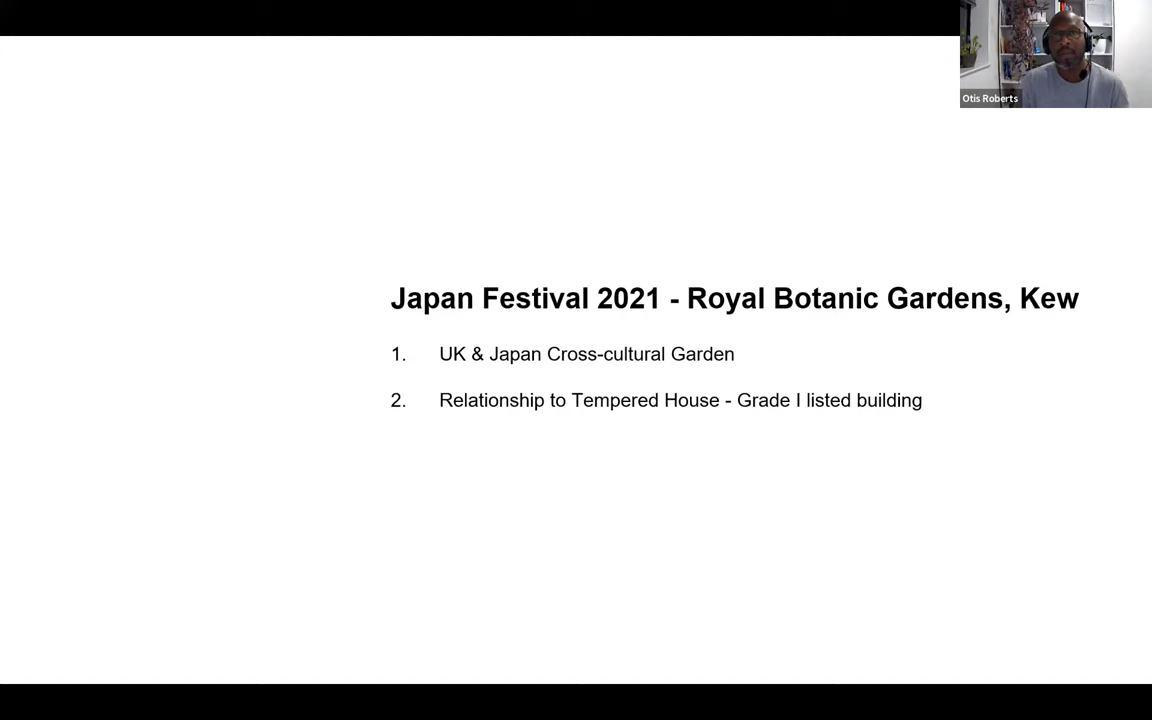 Otis Roberts
Japan Festival 2021 - Royal Botanic Gardens, Kew
1. UK & Japan Cross-cultural Garden
2. Relationship to Tempered House - Grade I listed building